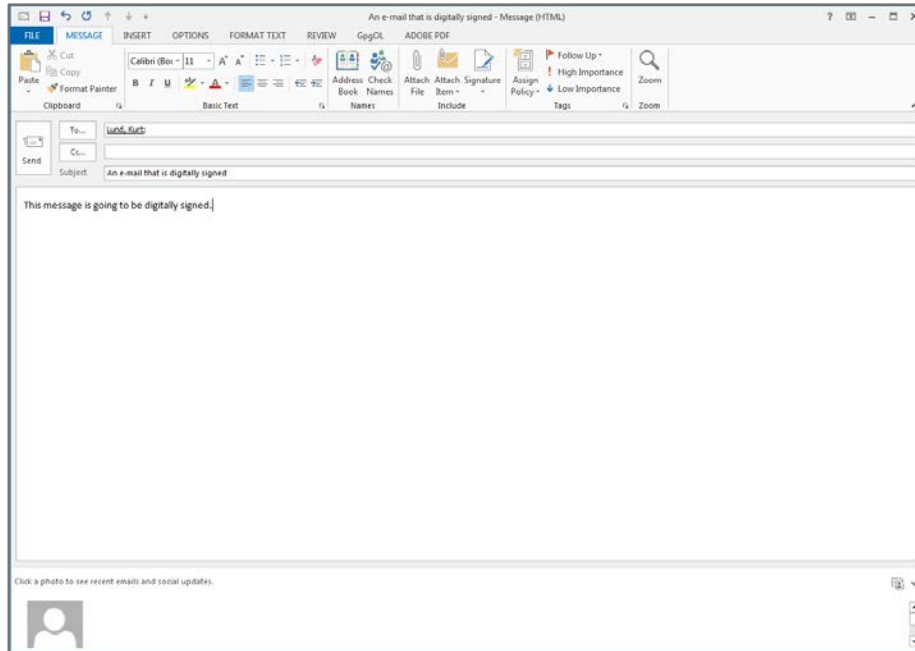 An e-mail that is digitally signed - Message (HTML)
?
FILE MESSAGE INSERT OPTIONS FORMAT TEXT REVIEW GpgOL ADOBE PDF
Paste
Cut
Copy
Format Painter
Clipboard
Calibri (Boc 11 A A
B I U A
Basic Text
Address Book
Check Names
Names
Attach File
Attach Item
Signature
Include
Assign Policy
Follow Up
! High Importance
Low Importance
Tags
Zoom
Zoom
Send
To... Lund, Kurt;
Cc...
Subject An e-mail that is digitally signed
This message is going to be digitally signed.
Click a photo to see recent emails and social updates.